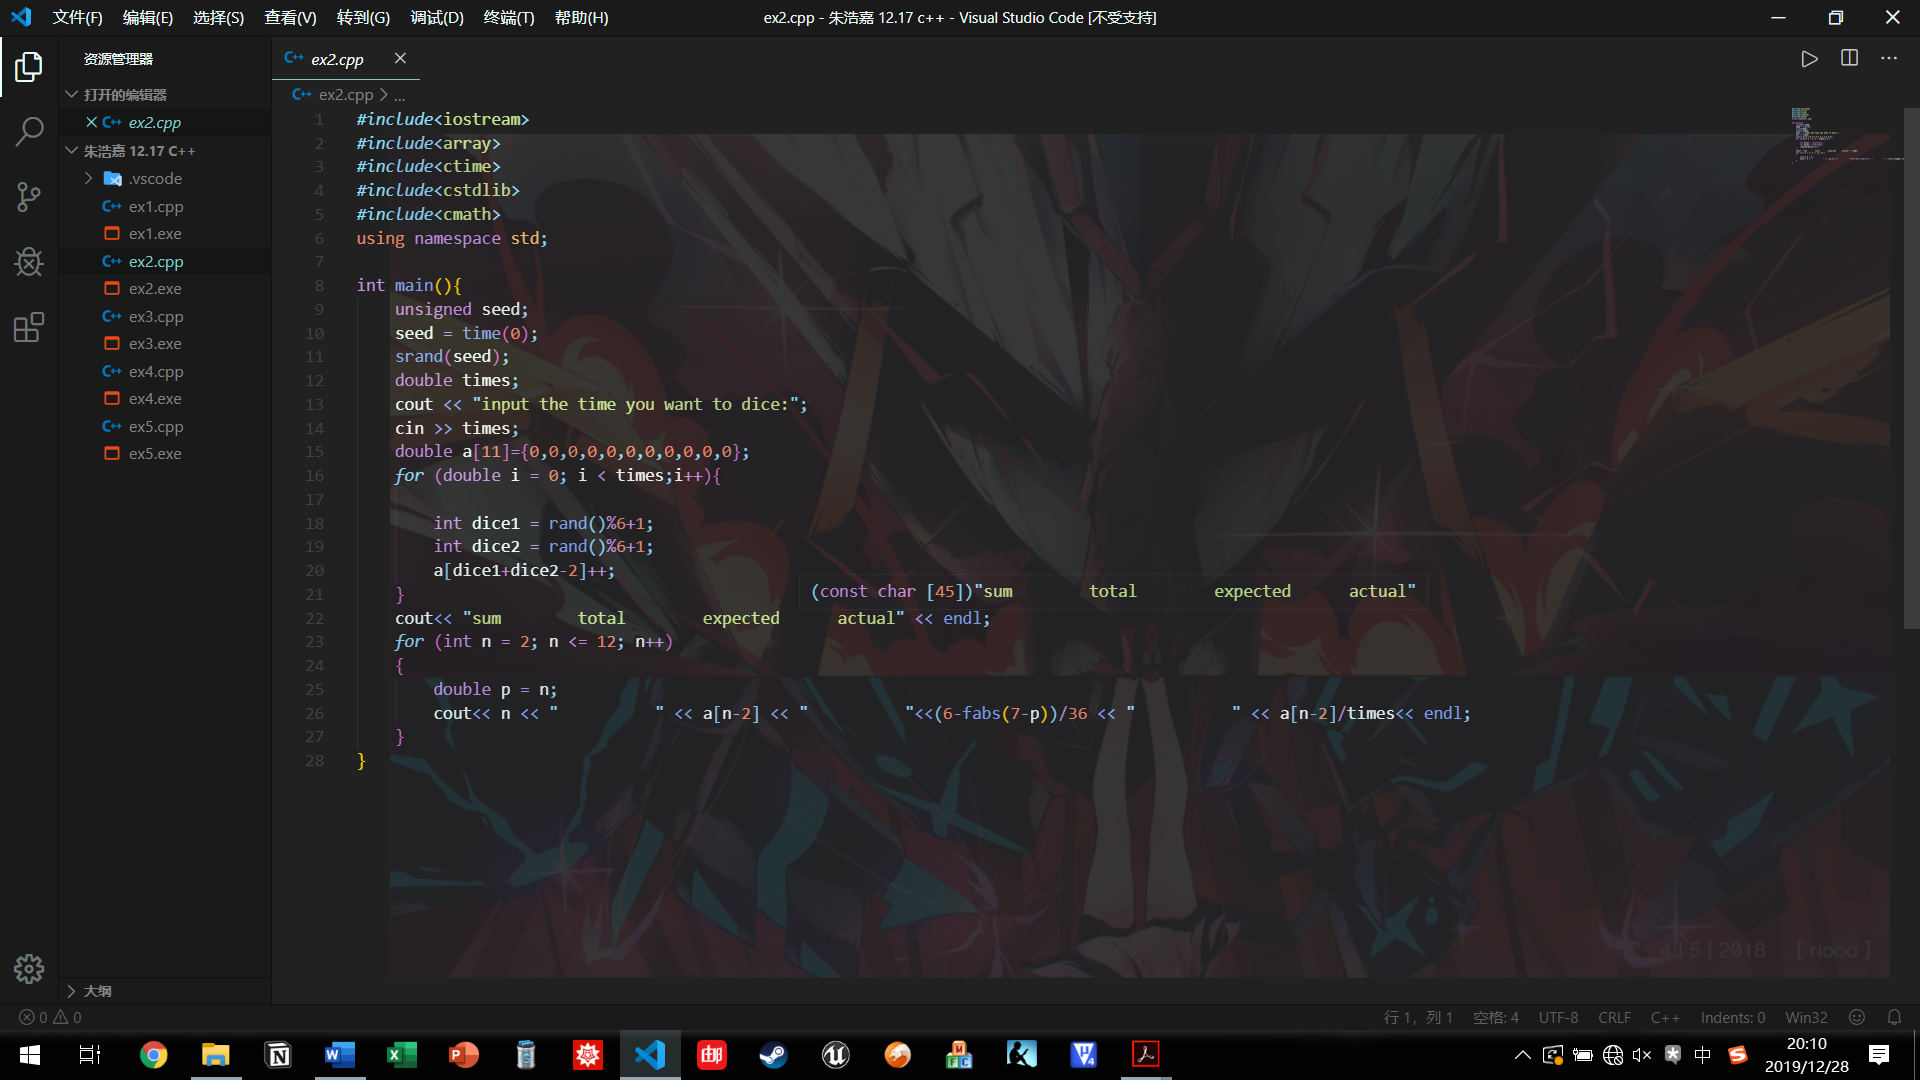 文件(F) 编辑(E) 选择(S) 查看(V) 转到(G) 调试(D) 终端(T) 帮助(H) ex2.cpp - 朱浩嘉 12.17 c++ - Visual Studio Code [不受支持]
资源管理器
打开的编辑器
ex2.cpp
朱浩嘉 12.17 C++
.vscode
ex1.cpp
ex1.exe
ex2.cpp
ex2.exe
ex3.cpp
ex3.exe
ex4.cpp
ex4.exe
ex5.cpp
ex5.exe
大纲
ex2.cpp
ex2.cpp > ...
1 #include<iostream>
2 #include<array>
3 #include<ctime>
4 #include<cstdlib>
5 #include<cmath>
6 using namespace std;
7
8 int main(){
9     unsigned seed;
10     seed = time(0);
11     srand(seed);
12     double times;
13     cout << "input the time you want to dice:";
14     cin >> times;
15     double a[11]={0,0,0,0,0,0,0,0,0,0,0};
16     for (double i = 0; i < times;i++){
17
18         int dice1 = rand()%6+1;
19         int dice2 = rand()%6+1;
20         a[dice1+dice2-2]++;
21     }
(const char [45])"sum        total        expected      actual"
22     cout<< "sum        total        expected      actual" << endl;
23     for (int n = 2; n <= 12; n++)
24     {
25         double p = n;
26         cout<< n << "          " << a[n-2] << "          "<<(6-fabs(7-p))/36 << "          " << a[n-2]/times<< endl;
27     }
28 }
4 | 5 | 2018 [ riooo ]
0 0 行 1，列 1 空格: 4 UTF-8 CRLF C++ Indents: 0 Win32
中 20:10
2019/12/28